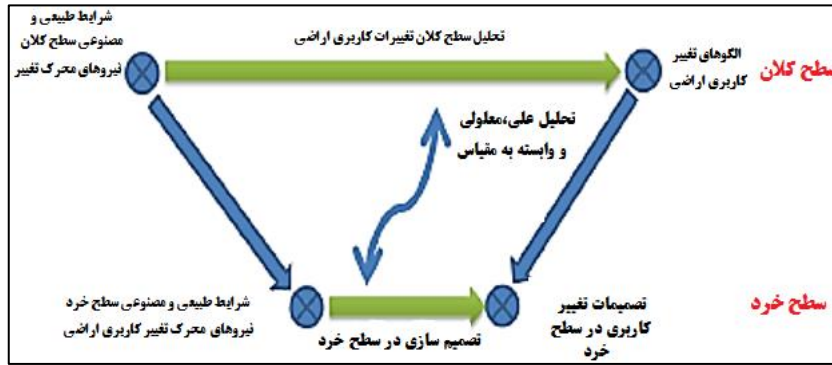 شرایط طبیعی و
مصنوعی سطح کلان
نیروهای محرک تغییر
تحلیل سطح کلان تغییرات کاربری اراضی
الگوهای تغییر
کاربری اراضی
سطح کلان
تحلیل علی،معلولی
و وابسته به مقیاس
شرایط طبیعی و مصنوعی سطح خرد
نیروهای محرک تغییر کاربری اراضی
تصمیم سازی در سطح خرد
تصمیمات تغییر
کاربری در سطح
خرد
سطح خرد